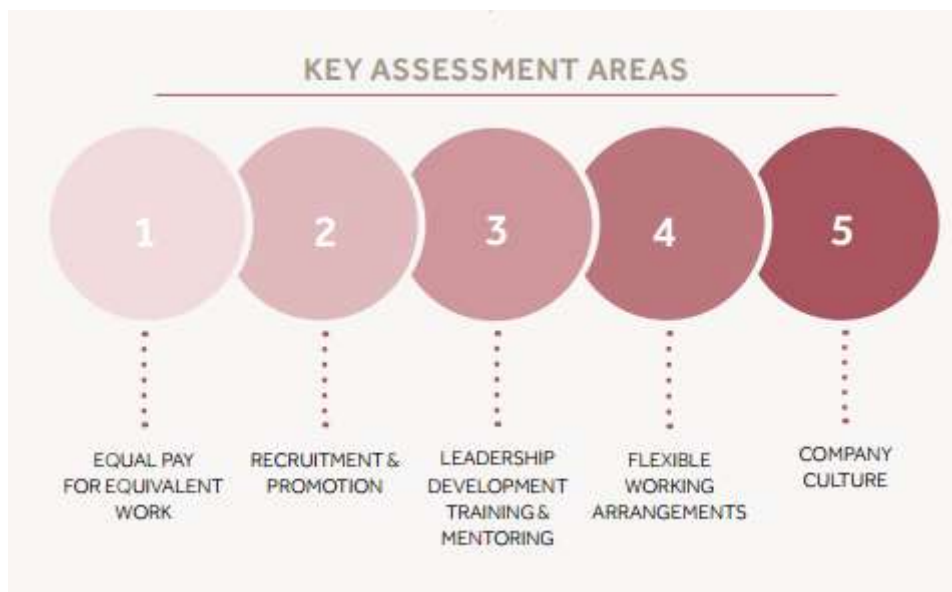 KEY ASSESSMENT AREAS
1
2
3
4
5
EQUAL PAY
FOR EQUIVALENT
WORK
RECRUITMENT &
PROMOTION
LEADERSHIP
DEVELOPMENT
TRAINING &
MENTORING
FLEXIBLE
WORKING
ARRANGEMENTS
COMPANY
CULTURE